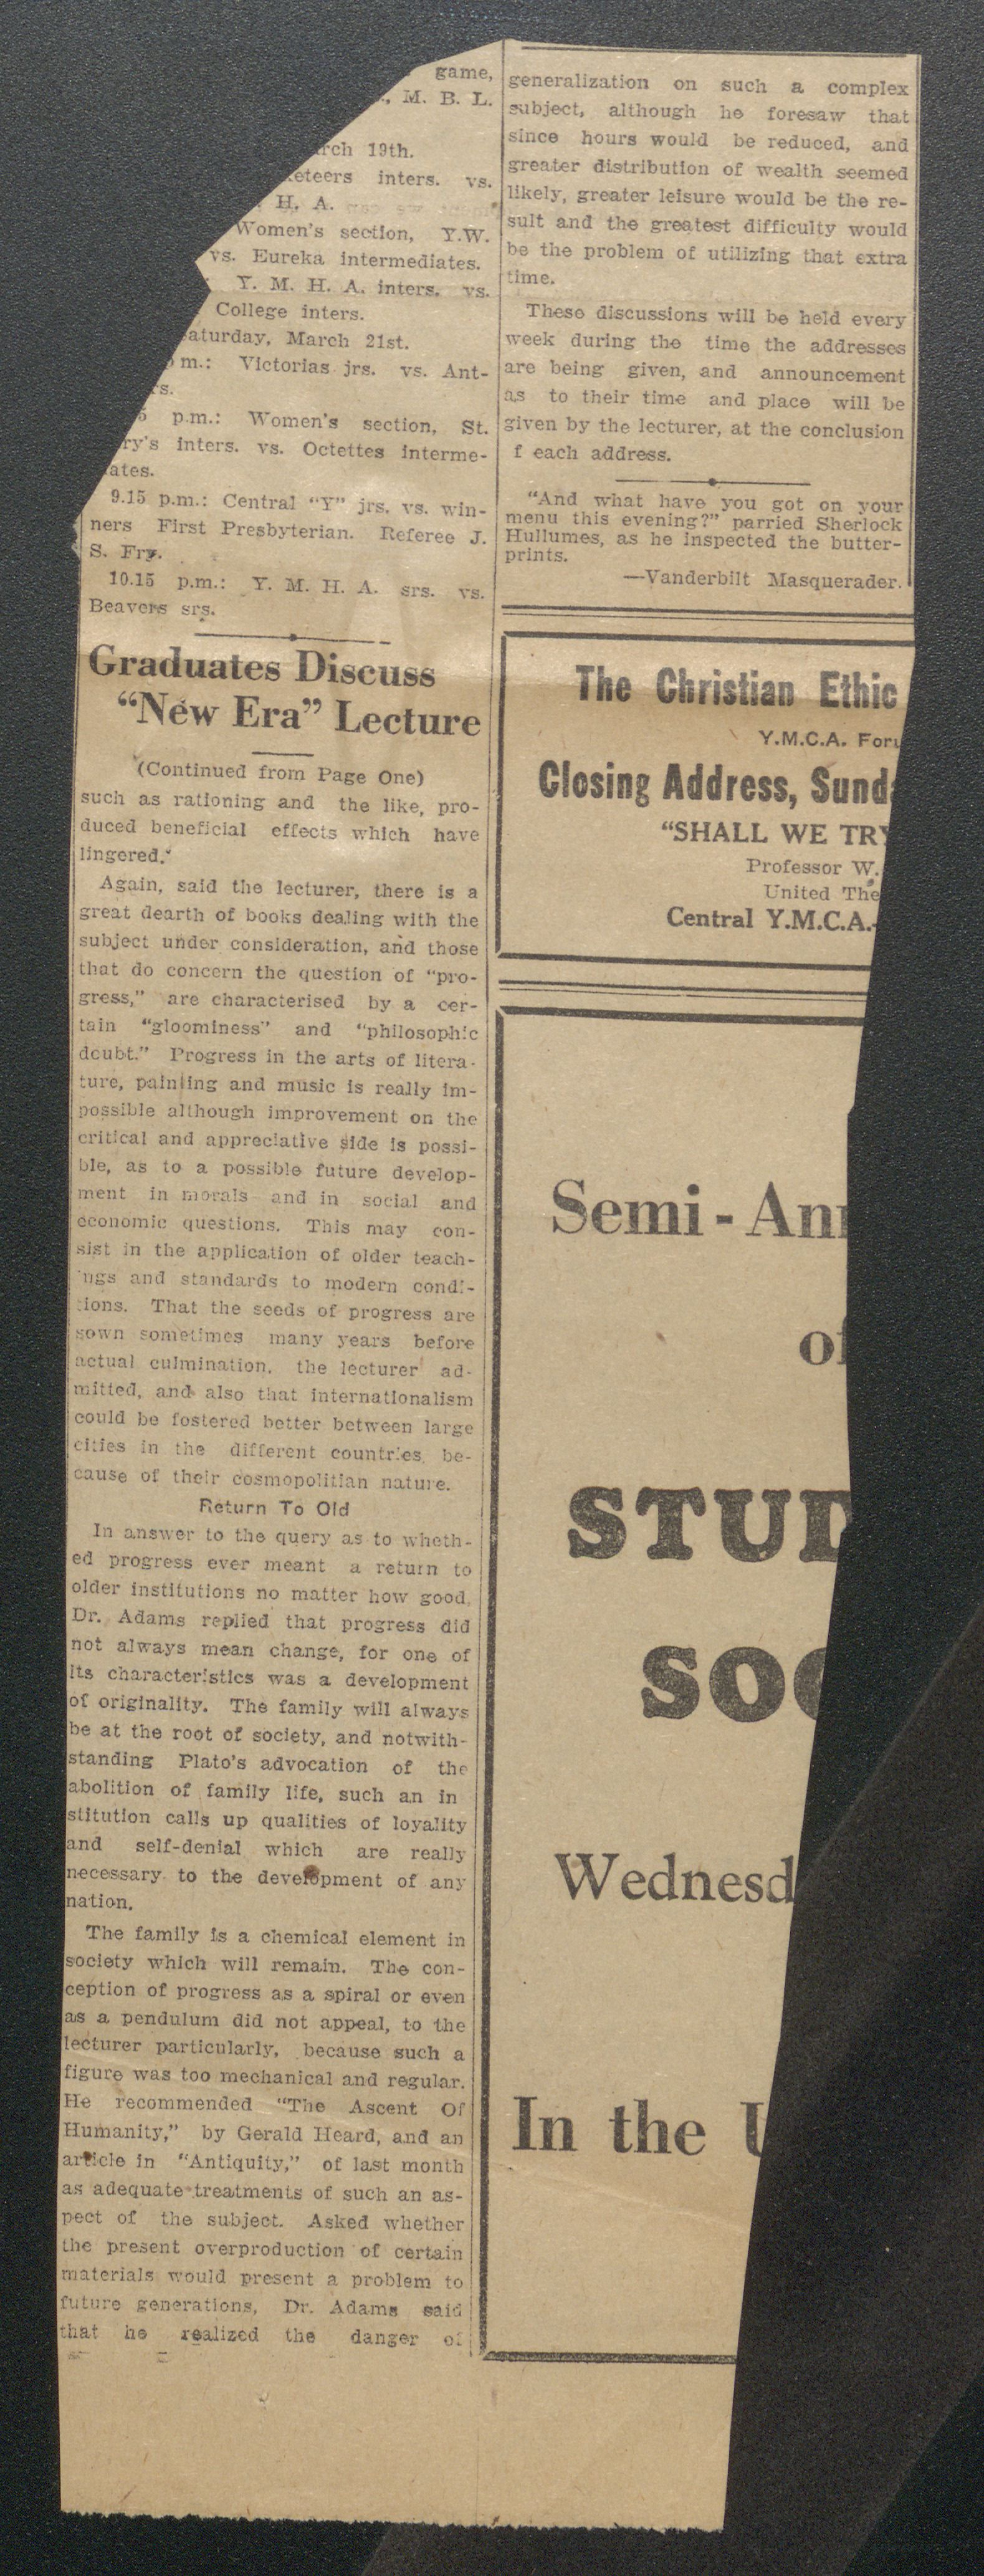 game,
M. B. L.
rch 19th.
keteers inters. vs.
H. A.
Women's section, Y.W.
vs. Eureka intermediates.
Y. M. H. A. inters. vs.
College inters.
aturday, March 21st.
m.: Victorias jrs. vs. Ant-
rs.
5 p.m.: Women's section, St.
ry's inters. vs. Octettes interme-
ates.
9.15 p.m.: Central "Y" jrs. vs. win-
ners First Presbyterian. Referee J.
S. Fry.
10.15 p.m.: Y. M. H. A. srs. vs.
Beavers srs.
Graduates Discuss
"New Era" Lecture
(Continued from Page One)
such as rationing and the like, pro-
duced beneficial effects which have
lingered."
Again, said the lecturer, there is a
great dearth of books dealing with the
subject under consideration, and those
that do concern the question of "pro-
gress," are characterised by a cer-
tain "gloominess" and "philosophic
doubt." Progress in the arts of litera-
ture, painting and music is really im-
possible although improvement on the
critical and appreciative side is possi-
ble, as to a possible future develop-
ment in morals and in social and
economic questions. This may con-
sist in the application of older teach-
ngs and standards to modern condi-
tions. That the seeds of progress are
sown sometimes many years before
actual culmination, the lecturer ad-
mitted, and also that internationalism
could be fostered better between large
cities in the different countries, be-
cause of their cosmopolitian nature.
Return To Old
In answer to the query as to wheth-
ed progress ever meant a return to
older institutions no matter how good,
Dr. Adams replied that progress did
not always mean change, for one of
its characteristics was a development
of originality. The family will always
be at the root of society, and notwith-
standing Plato's advocation of the
abolition of family life, such an in
stitution calls up qualities of loyality
and self-denial which are really
necessary to the development of any
nation.
The family is a chemical element in
society which will remain. The con-
ception of progress as a spiral or even
as a pendulum did not appeal, to the
lecturer particularly, because such a
figure was too mechanical and regular.
He recommended "The Ascent Of
Humanity," by Gerald Heard, and an
article in "Antiquity," of last month
as adequate treatments of such an as-
pect of the subject. Asked whether
the present overproduction of certain
materials would present a problem to
future generations, Dr. Adams said
that he realized the danger of
generalization on such a complex
subject, although he foresaw that
since hours would be reduced, and
greater distribution of wealth seemed
likely, greater leisure would be the re-
sult and the greatest difficulty would
be the problem of utilizing that extra
time.
These discussions will be held every
week during the time the addresses
are being given, and announcement
as to their time and place will be
given by the lecturer, at the conclusion
f each address.
"And what have you got on your
menu this evening?" parried Sherlock
Hullumes, as he inspected the butter-
prints.
—Vanderbilt Masquerader.
The Christian Ethic
Y.M.C.A. Foru
Closing Address, Sunda
"SHALL WE TRY
Professor W.
United The
Central Y.M.C.A.-
Semi-Ann
of
STUD
SOC
Wednesd
In the U